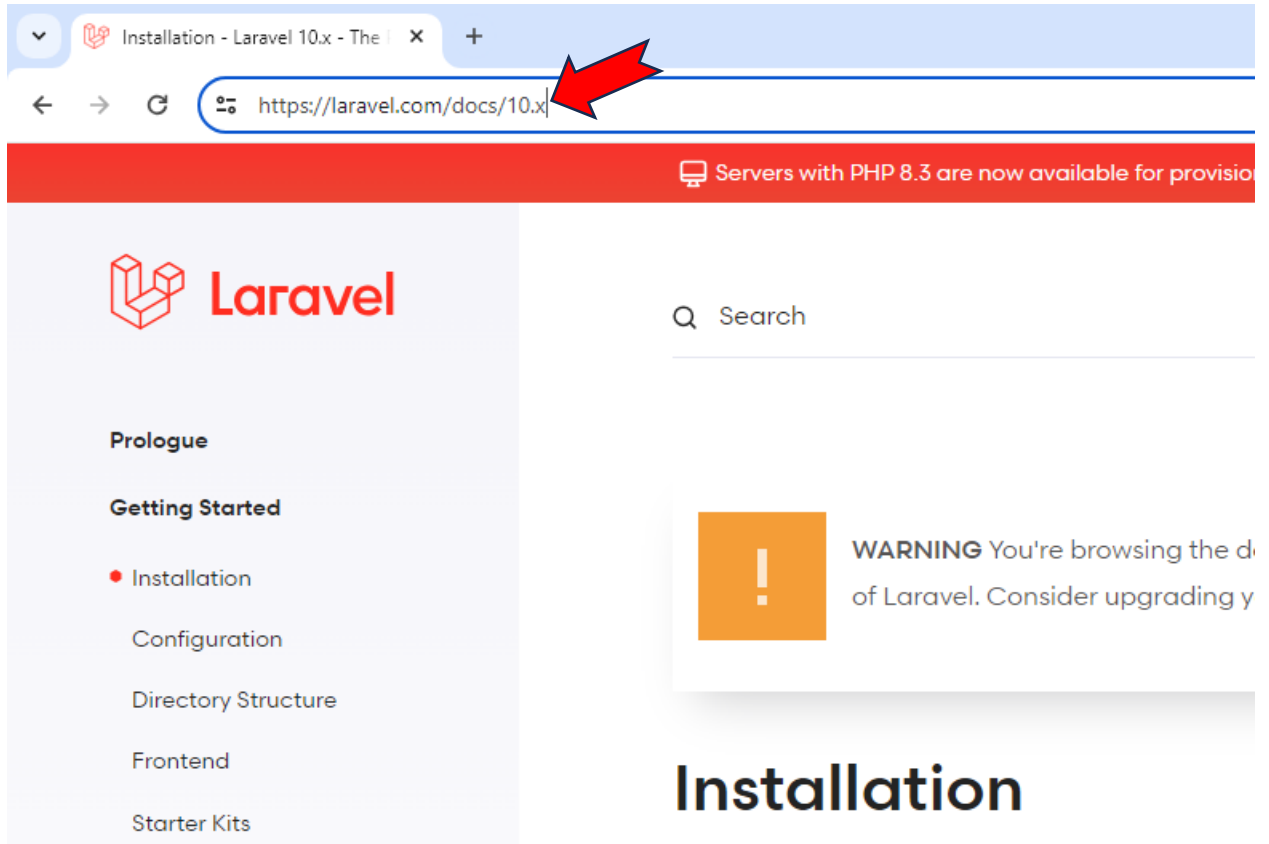 Installation - Laravel 10.x - The
https://laravel.com/docs/10.x
Servers with PHP 8.3 are now available for
Laravel
Search
Prologue
Getting Started
Installation
Configuration
Directory Structure
Frontend
Starter Kits
WARNING You're browsing the
of Laravel. Consider upgrading
Installation